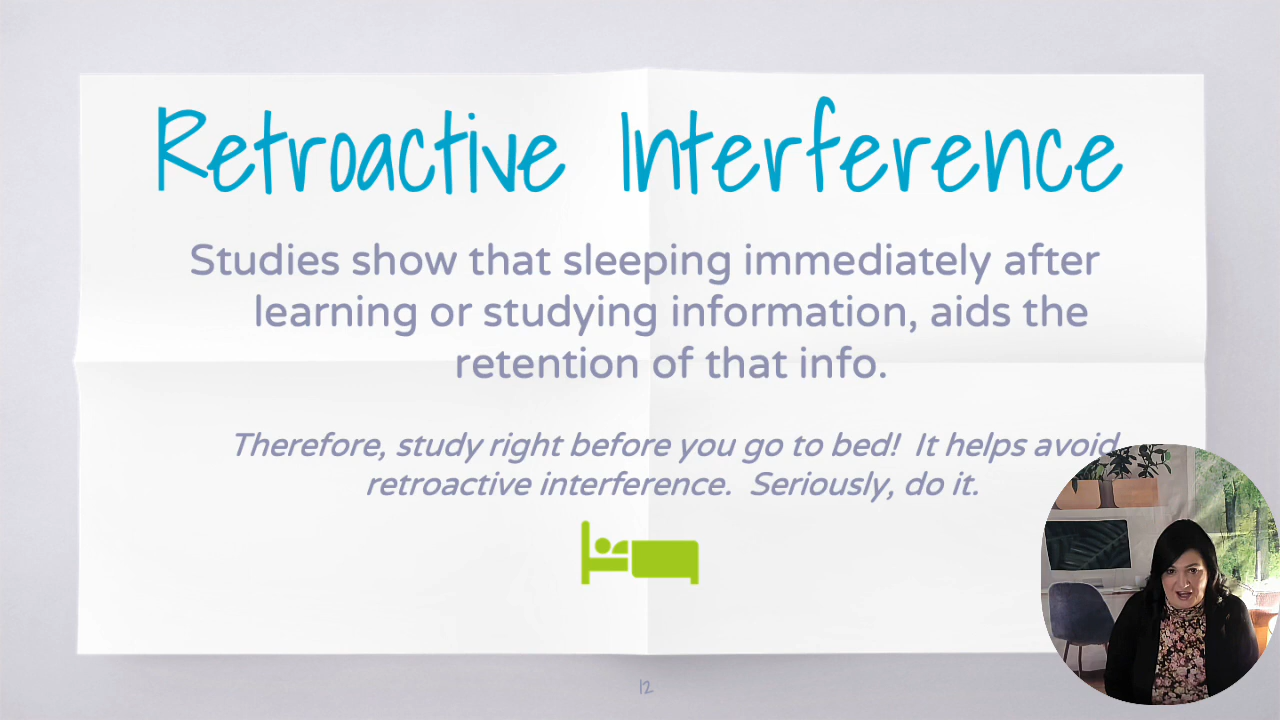 Retroactive Interference
Studies show that sleeping immediately after
learning or studying information, aids the
retention of that info.
Therefore, study right before you go to bed! It helps avoid
retroactive interference. Seriously, do it.
12